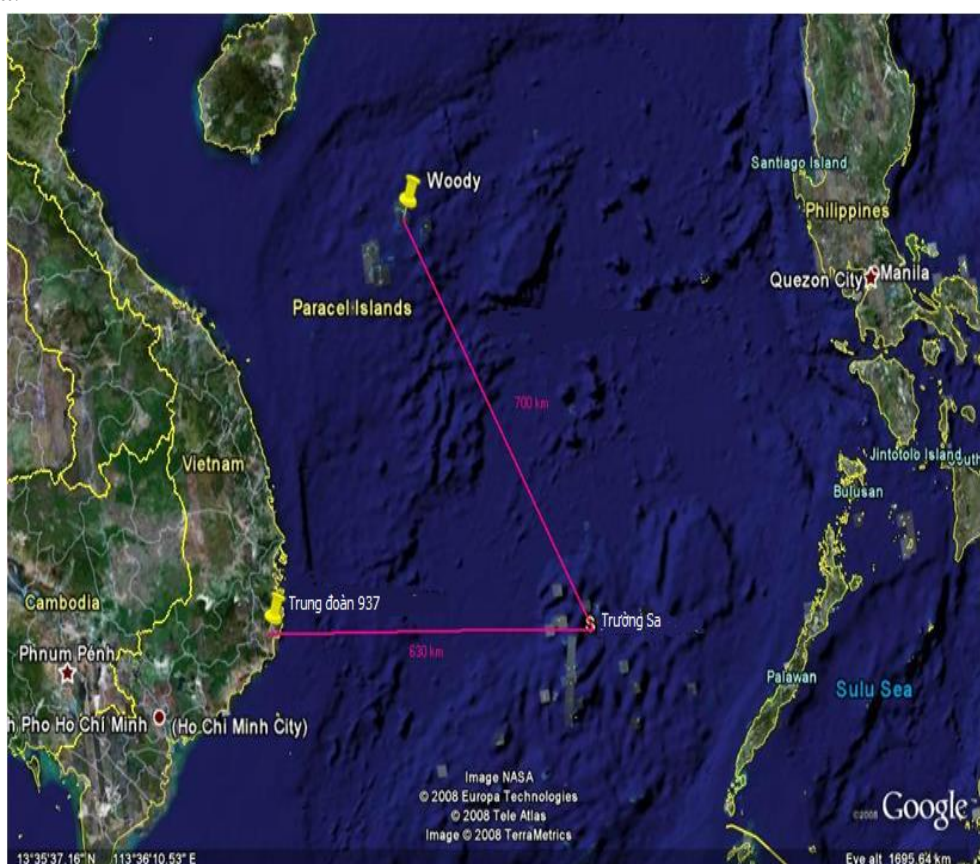 Woody
Santiago Island
Philippines
Quezon City
Manila
Paracel Islands
700 km
Vietnam
Jintotolo Island
South
Bulusan
Trung đoàn 937
Cambodia
Trường Sa
Phnum Pénh
630 km
Palawan
Sulu Sea
h Pho Ho Chi Minh
(Ho Chi Minh City)
Image NASA
© 2008 Europa Technologies
© 2008 Tele Atlas
Image © 2008 TerraMetrics
©2008 Google
13°35'37.16" N 113°36'10.53" E
Eye alt 1695.64 km